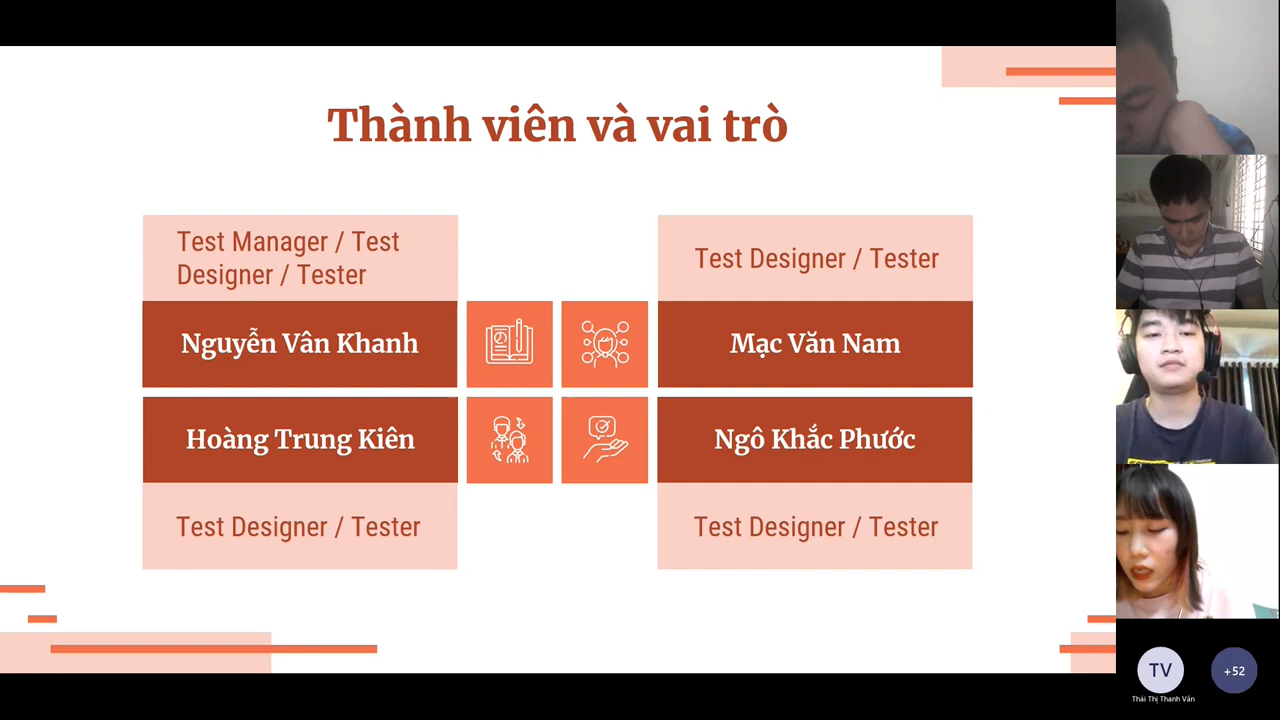 Thành viên và vai trò
Test Manager / Test
Designer / Tester
Nguyễn Vân Khanh
Test Designer / Tester
Mạc Văn Nam
Hoàng Trung Kiên
Test Designer / Tester
Ngô Khắc Phước
Test Designer / Tester
TV
Thái Thị Thanh Vân
+52